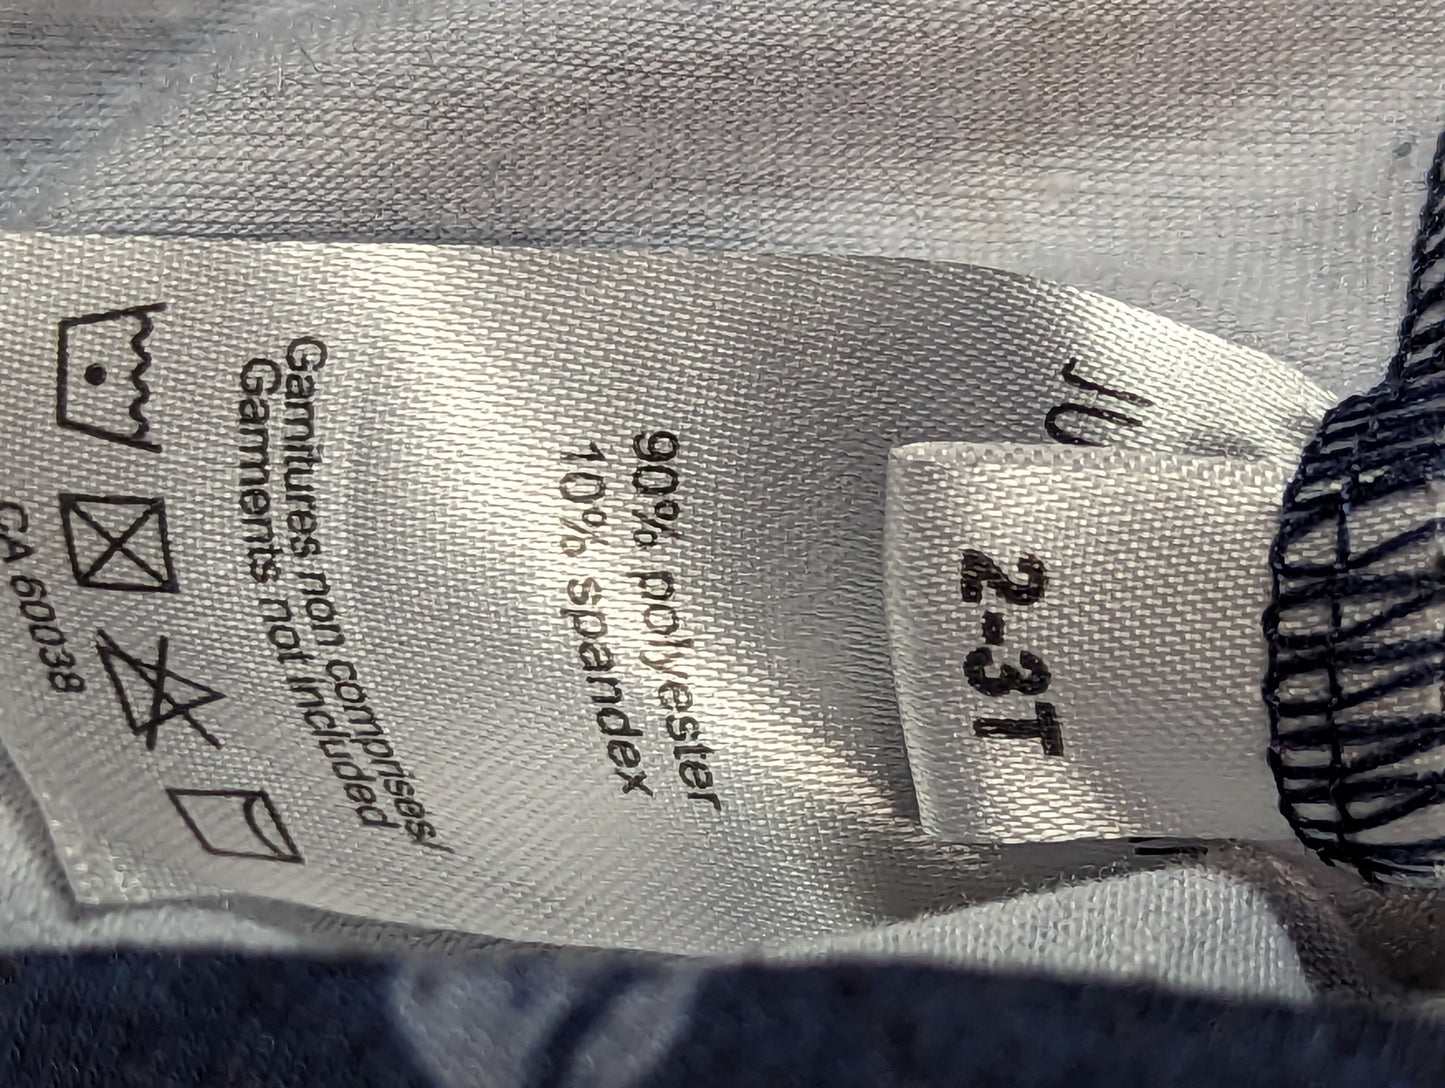 2-3T
90% polyester
10% spandex
Garnitures non comprises/
Garments not included
CA 60038